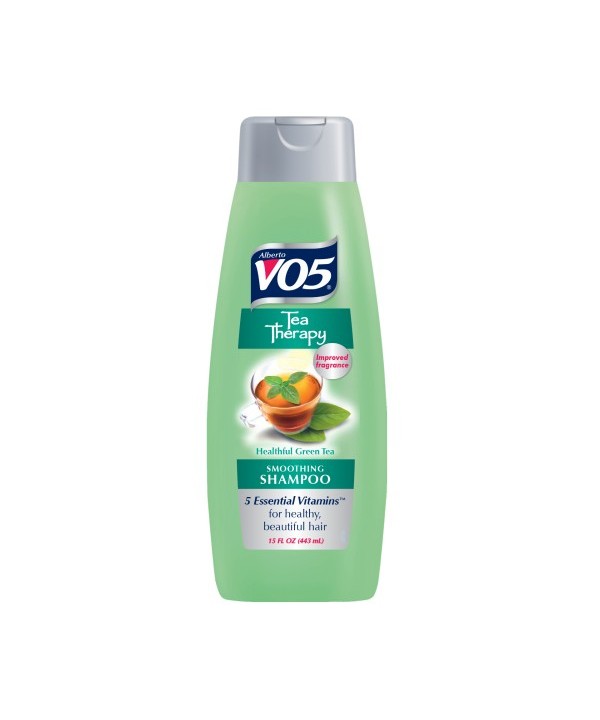 Alberto
VO5®
Tea
Therapy
Improved
fragrance
Healthful Green Tea
SMOOTHING
SHAMPOO
5 Essential Vitamins™
for healthy,
beautiful hair
15 FL OZ (443 mL)